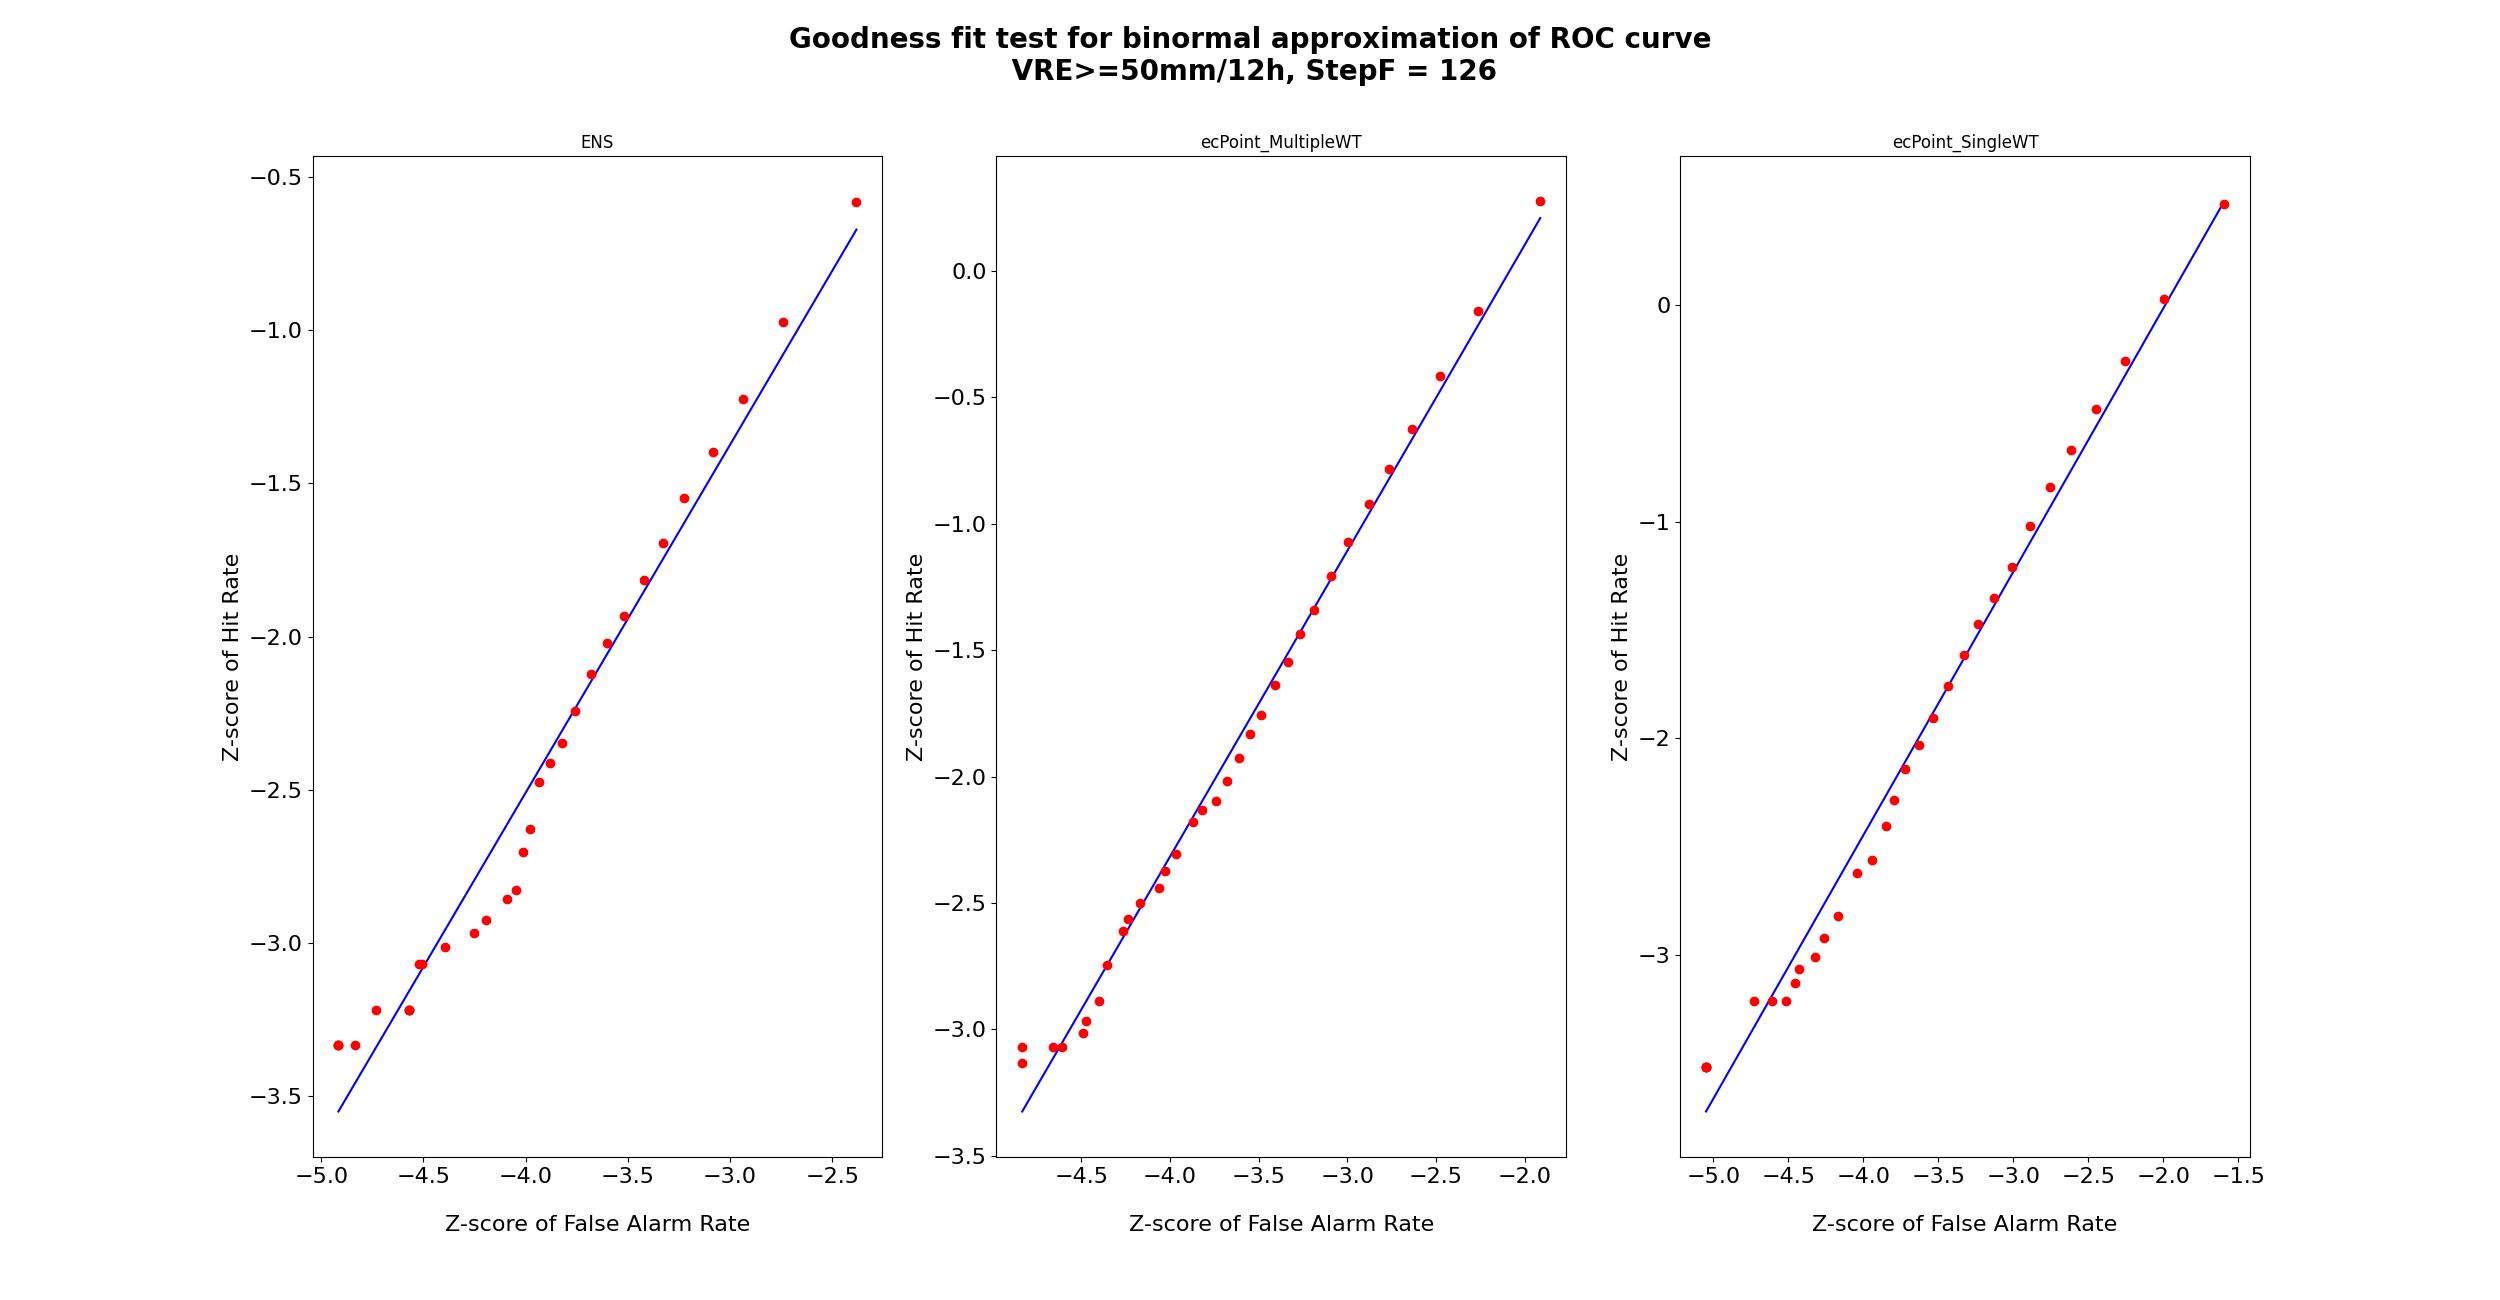 Goodness fit test for binormal approximation of ROC curve
VRE>=50mm/12h, StepF = 126
ENS
−0.5
−1.0
−1.5
−2.0
−2.5
−3.0
−3.5
Z-score of Hit Rate
−5.0 −4.5 −4.0 −3.5 −3.0 −2.5
Z-score of False Alarm Rate
ecPoint_MultipleWT
0.0
−0.5
−1.0
−1.5
−2.0
−2.5
−3.0
−3.5
Z-score of Hit Rate
−4.5 −4.0 −3.5 −3.0 −2.5 −2.0
Z-score of False Alarm Rate
ecPoint_SingleWT
0
−1
−2
−3
Z-score of Hit Rate
−5.0 −4.5 −4.0 −3.5 −3.0 −2.5 −2.0 −1.5
Z-score of False Alarm Rate